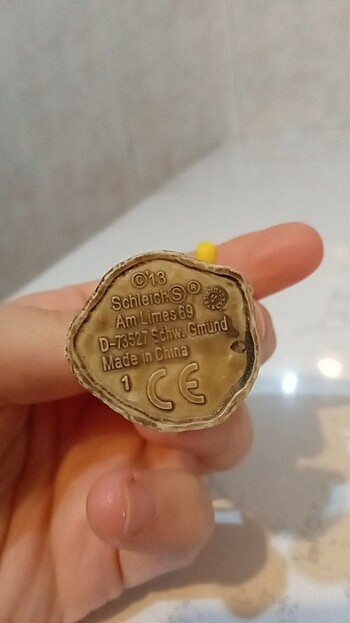 ©'13
Schleich Ⓢ®
Am Limes 69
D-73527 Schw. Gmünd
Made in China
1 CE